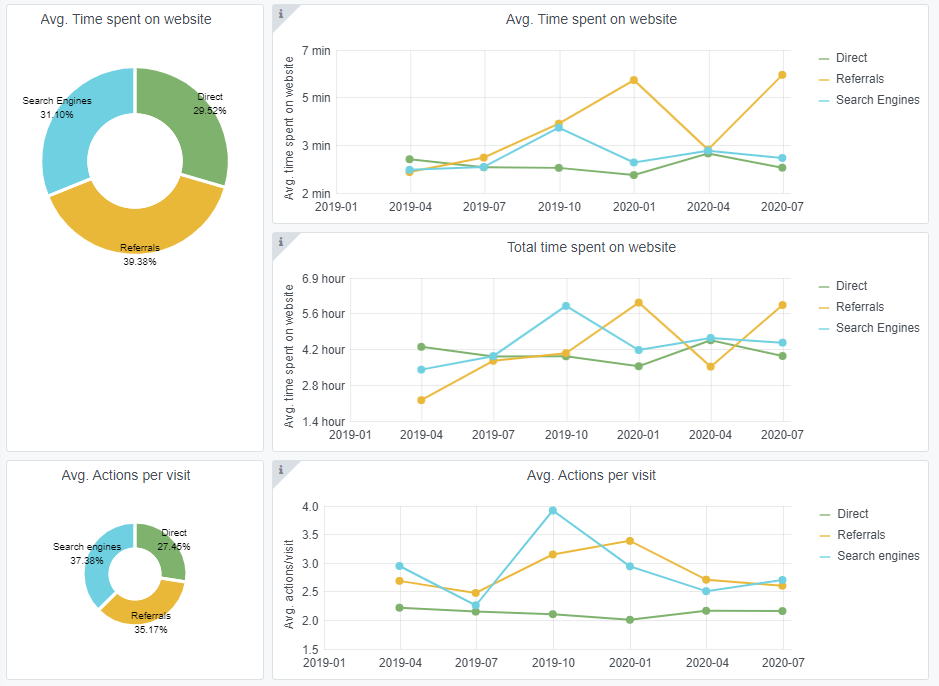 Avg. Time spent on website
Search Engines
31.10%
Direct
29.52%
Referrals
39.38%
i
Avg. Time spent on website
Avg. time spent on website
7 min
5 min
3 min
2 min
2019-01
2019-04
2019-07
2019-10
2020-01
2020-04
2020-07
Direct
Referrals
Search Engines
i
Total time spent on website
Avg. time spent on website
6.9 hour
5.6 hour
4.2 hour
2.8 hour
1.4 hour
2019-01
2019-04
2019-07
2019-10
2020-01
2020-04
2020-07
Direct
Referrals
Search Engines
Avg. Actions per visit
Direct
27.45%
Search engines
37.38%
Referrals
35.17%
i
Avg. Actions per visit
Avg. actions/visit
4.0
3.5
3.0
2.5
2.0
1.5
2019-01
2019-04
2019-07
2019-10
2020-01
2020-04
2020-07
Direct
Referrals
Search engines